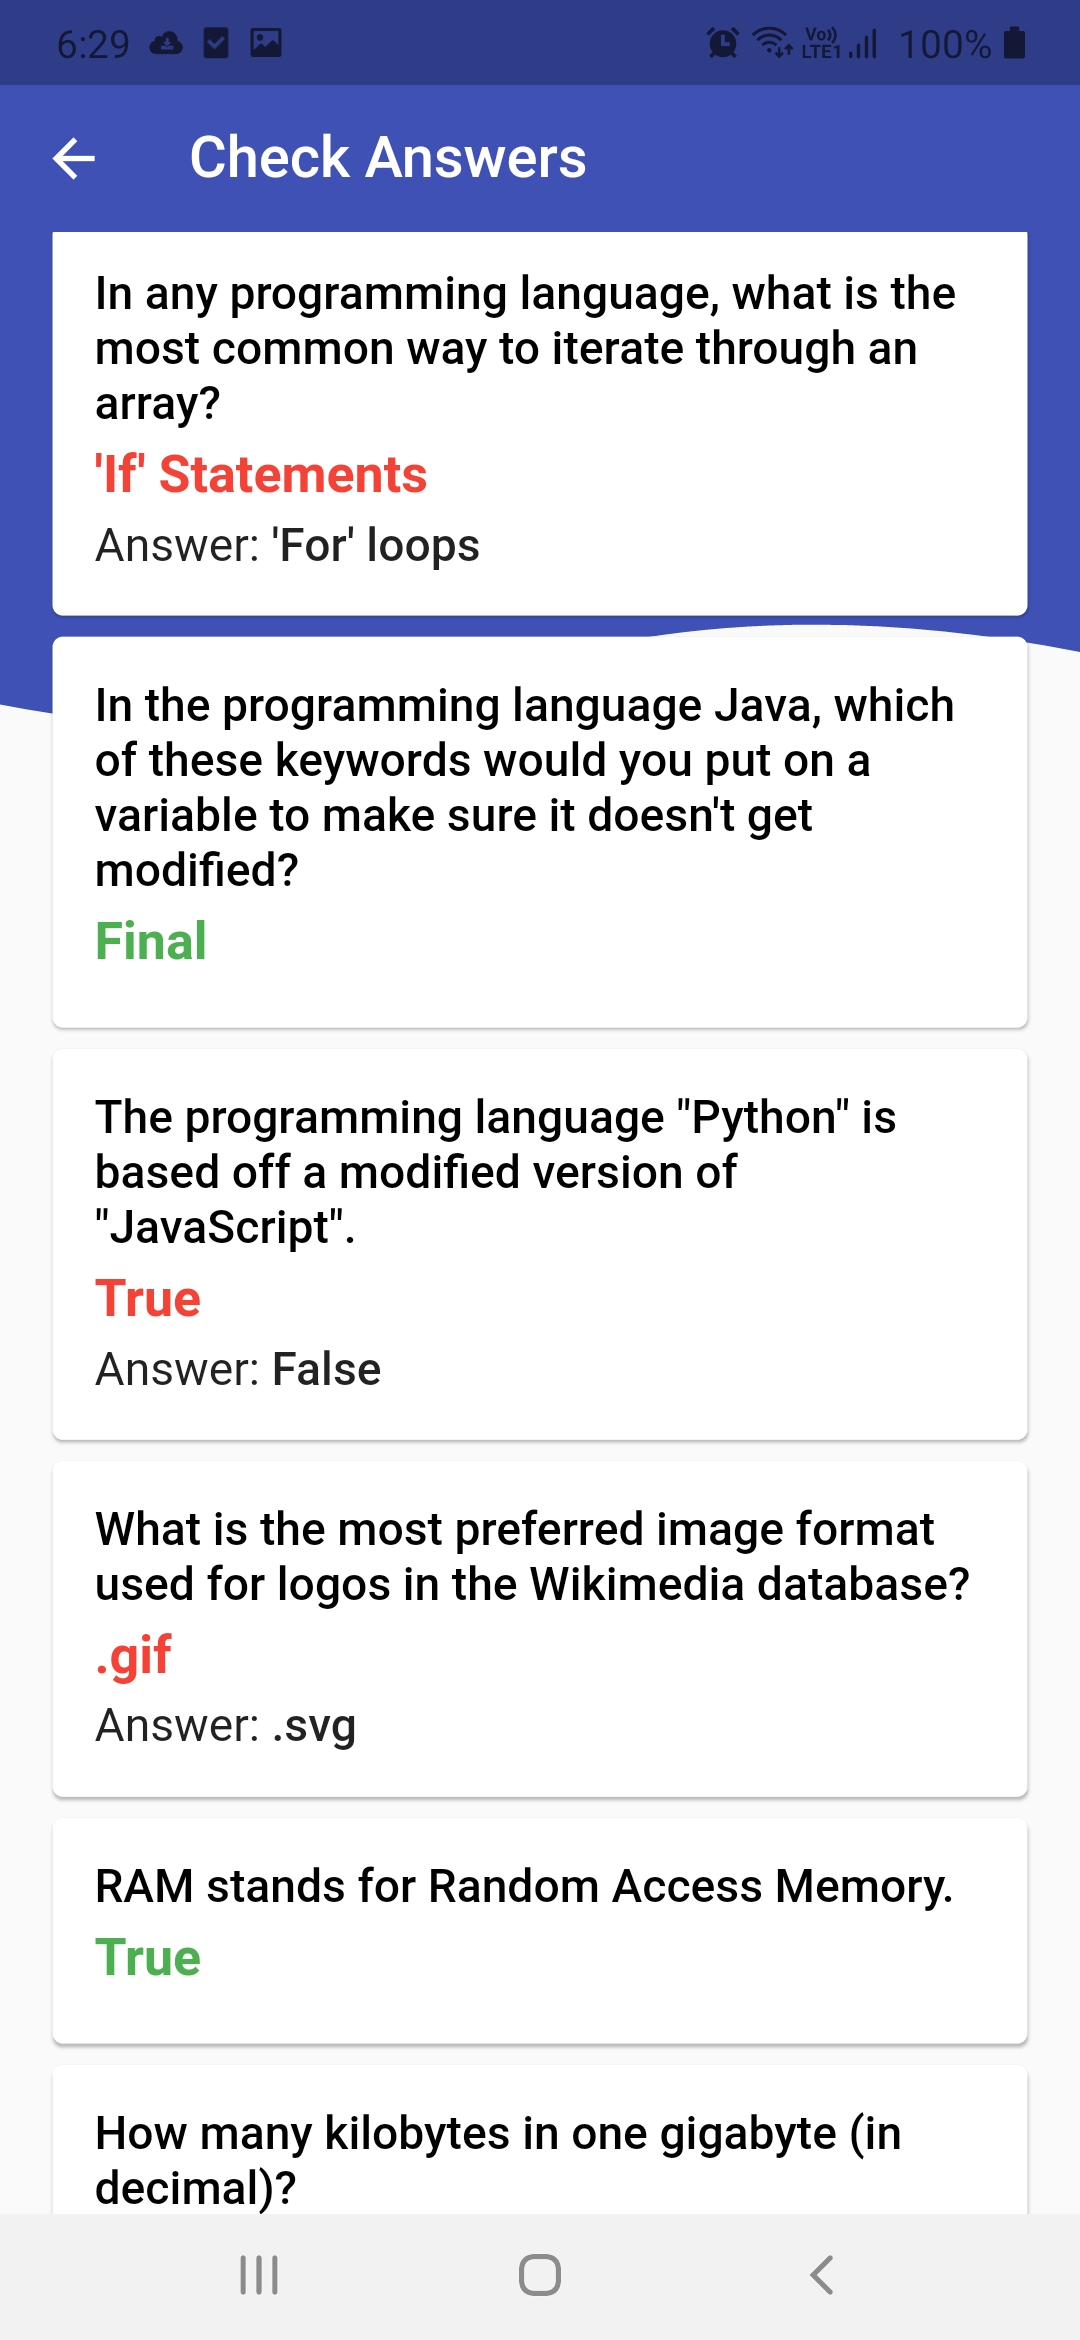 6:29
Vo))
LTE1
100%
Check Answers
In any programming language, what is the
most common way to iterate through an
array?
'If' Statements
Answer: 'For' loops
In the programming language Java, which
of these keywords would you put on a
variable to make sure it doesn't get
modified?
Final
The programming language "Python" is
based off a modified version of
"JavaScript".
True
Answer: False
What is the most preferred image format
used for logos in the Wikimedia database?
.gif
Answer: .svg
RAM stands for Random Access Memory.
True
How many kilobytes in one gigabyte (in
decimal)?